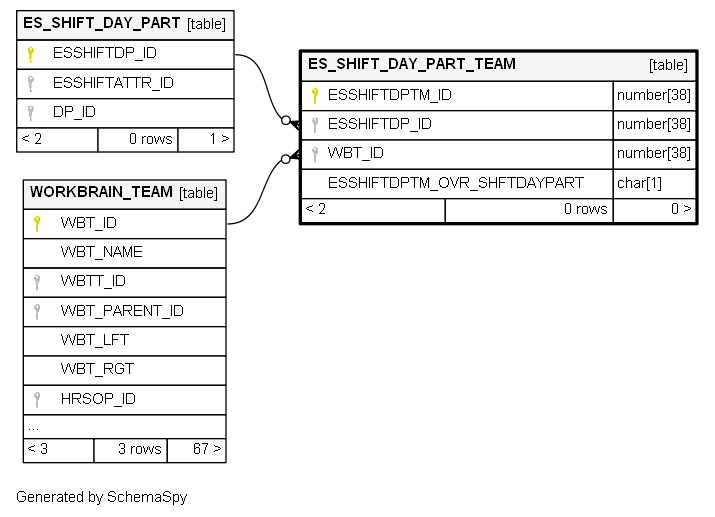 ES_SHIFT_DAY_PART [table]
ESSHIFTDP_ID
ESSHIFTATTR_ID
DP_ID
< 2 0 rows 1 >
ES_SHIFT_DAY_PART_TEAM [table]
ESSHIFTDPTM_ID number[38]
ESSHIFTDP_ID number[38]
WBT_ID number[38]
ESSHIFTDPTM_OVR_SHFTDAYPART char[1]
< 2 0 rows 0 >
WORKBRAIN_TEAM [table]
WBT_ID
WBT_NAME
WBTT_ID
WBT_PARENT_ID
WBT_LFT
WBT_RGT
HRSOP_ID
...
< 3 3 rows 67 >
Generated by SchemaSpy